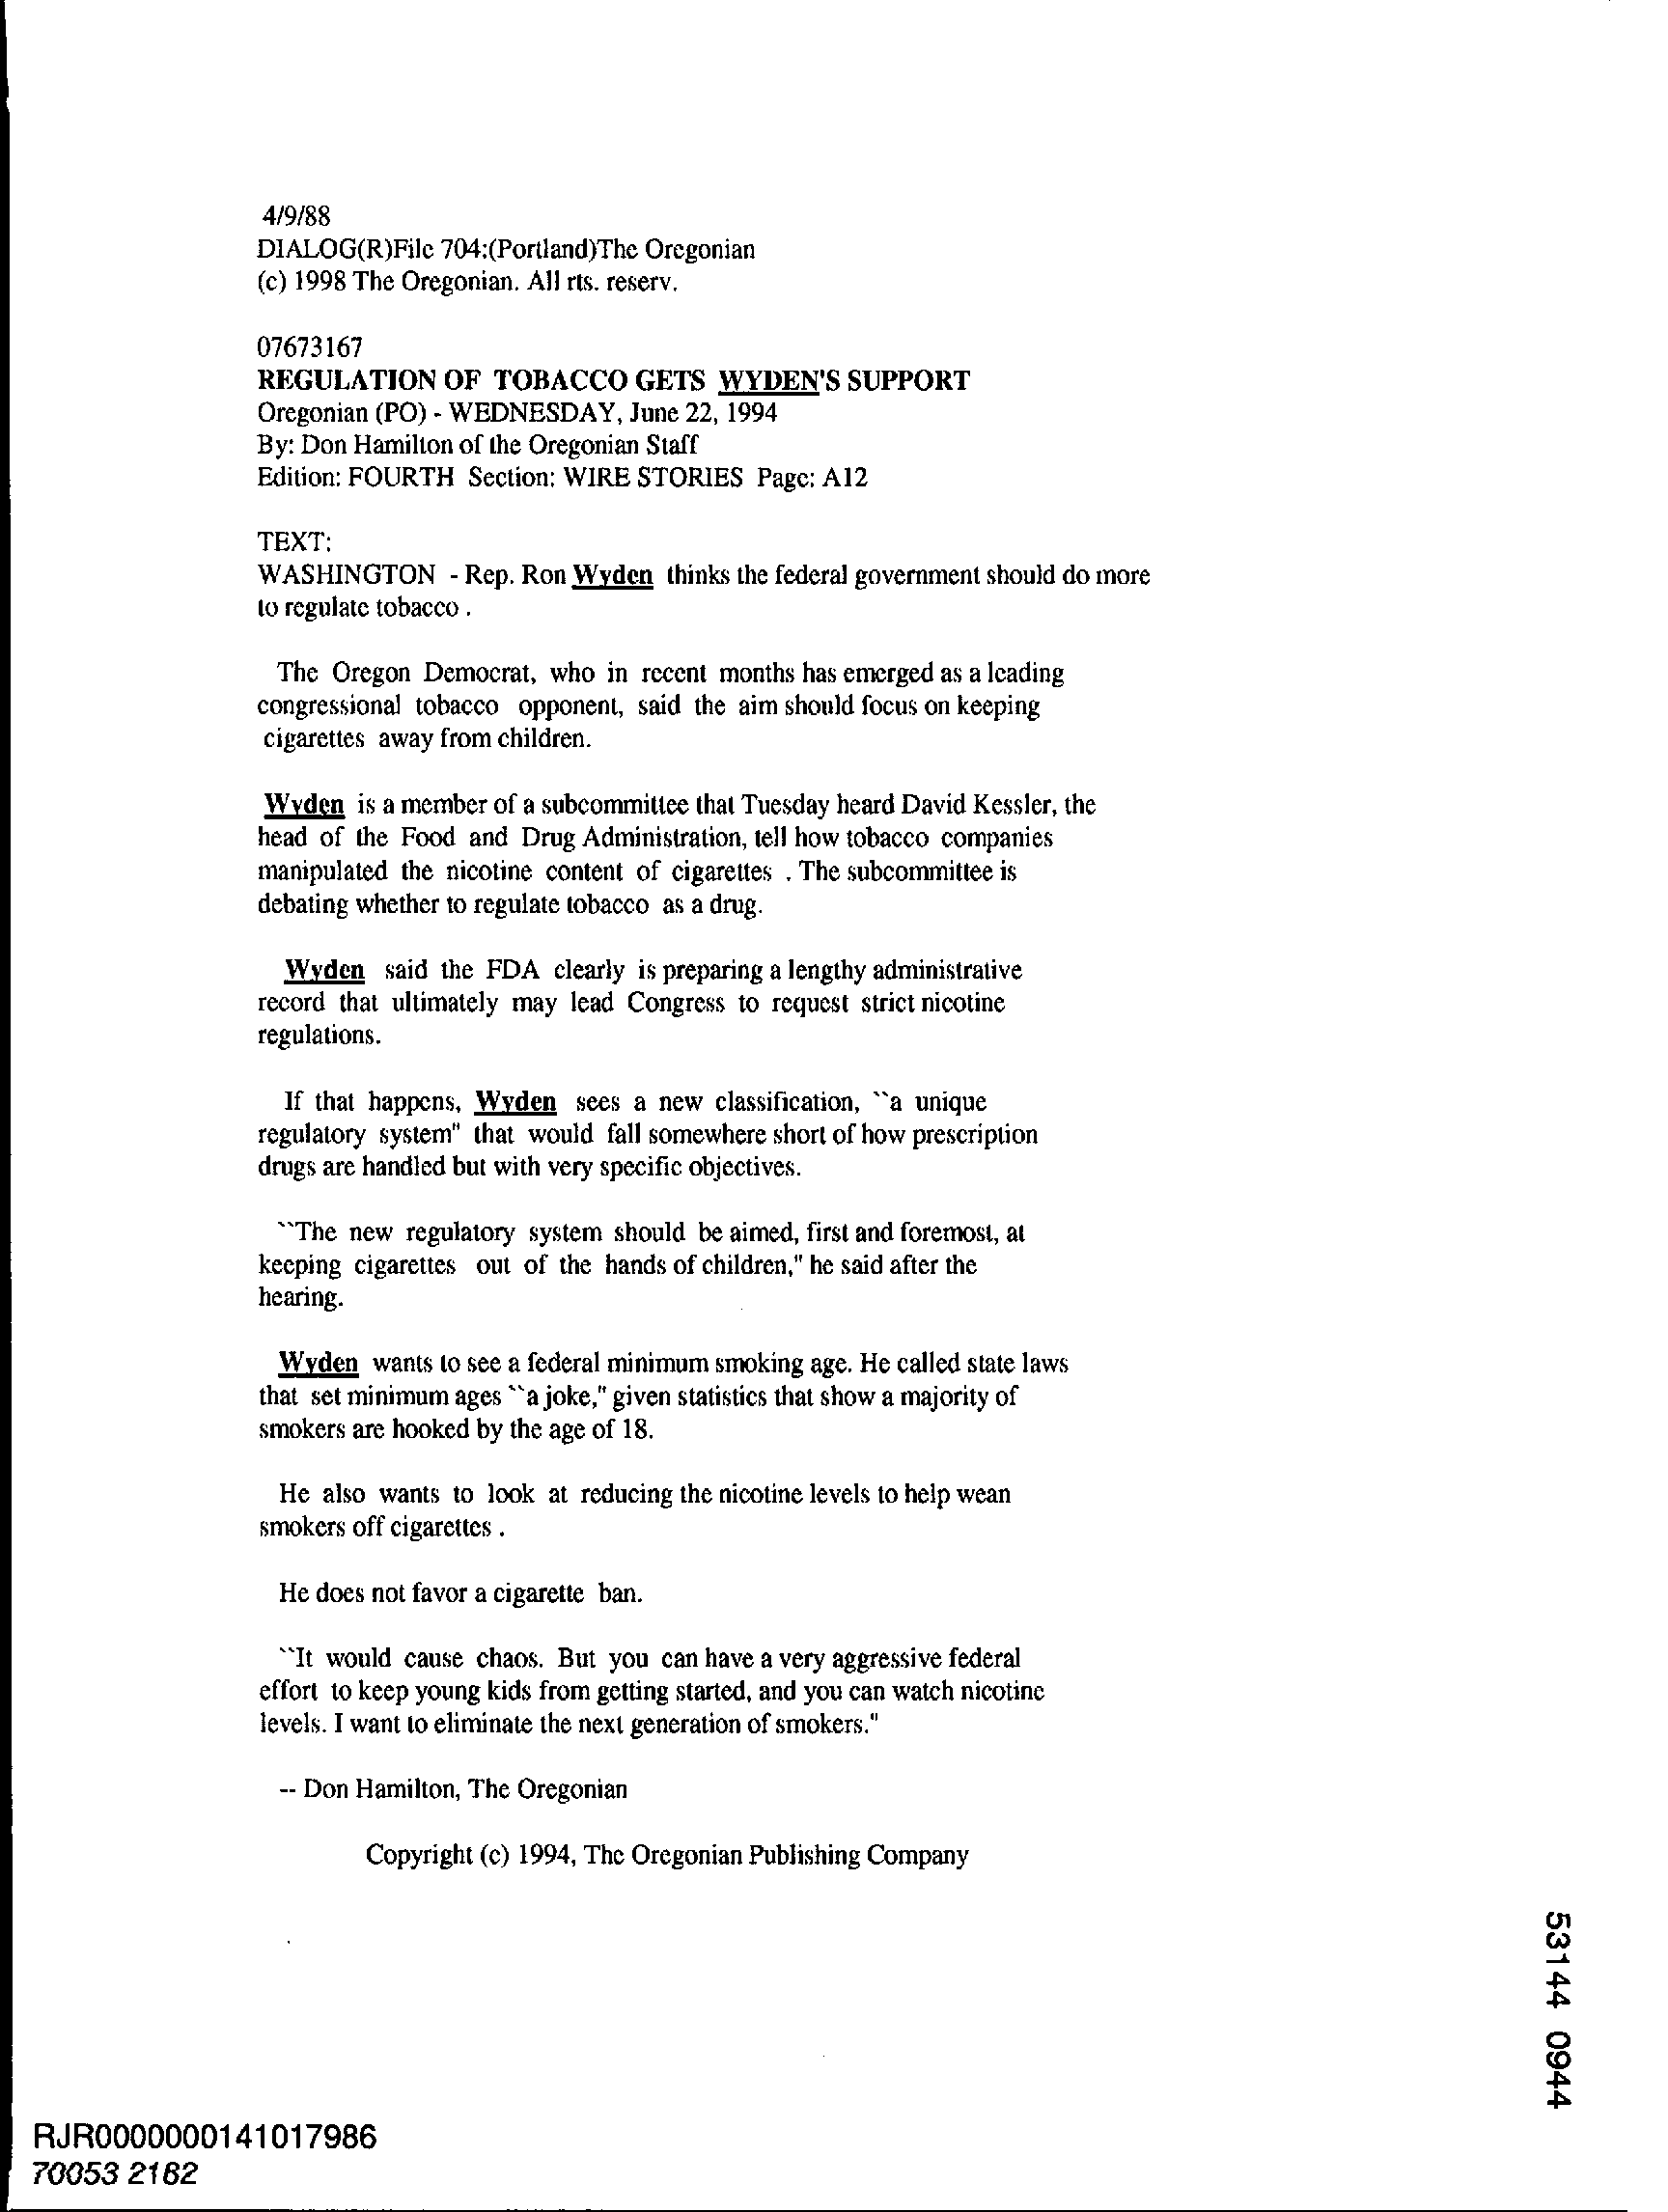 4/9/88
DIALOG(R)File 704:(Portland)The Oregonian
(c) 1998 The Oregonian. All rts. reserv.
07673167
REGULATION OF TOBACCO GETS WYDEN'S SUPPORT
Oregonian (PO) - WEDNESDAY, June 22, 1994
By: Don Hamilton of the Oregonian Staff
Edition: FOURTH Section: WIRE STORIES Page: A12
TEXT:
WASHINGTON - Rep. Ron Wyden thinks the federal government should do more
to regulate tobacco .
The Oregon Democrat, who in recent months has emerged as a leading
congressional tobacco opponent, said the aim should focus on keeping
cigarettes away from children.
Wyden is a member of a subcommittee that Tuesday heard David Kessler, the
head of the Food and Drug Administration, tell how tobacco companies
manipulated the nicotine content of cigarettes . The subcommittee is
debating whether to regulate tobacco as a drug.
Wyden said the FDA clearly is preparing a lengthy administrative
record that ultimately may lead Congress to request strict nicotine
regulations.
If that happens, Wyden sees a new classification, ``a unique
regulatory system" that would fall somewhere short of how prescription
drugs are handled but with very specific objectives.
``The new regulatory system should be aimed, first and foremost, at
keeping cigarettes out of the hands of children," he said after the
hearing.
Wyden wants to see a federal minimum smoking age. He called state laws
that set minimum ages ``a joke," given statistics that show a majority of
smokers are hooked by the age of 18.
He also wants to look at reducing the nicotine levels to help wean
smokers off cigarettes .
He does not favor a cigarette ban.
``It would cause chaos. But you can have a very aggressive federal
effort to keep young kids from getting started, and you can watch nicotine
levels. I want to eliminate the next generation of smokers."
-- Don Hamilton, The Oregonian
Copyright (c) 1994, The Oregonian Publishing Company
53144 0944
RJR0000000141017986
70053 2182